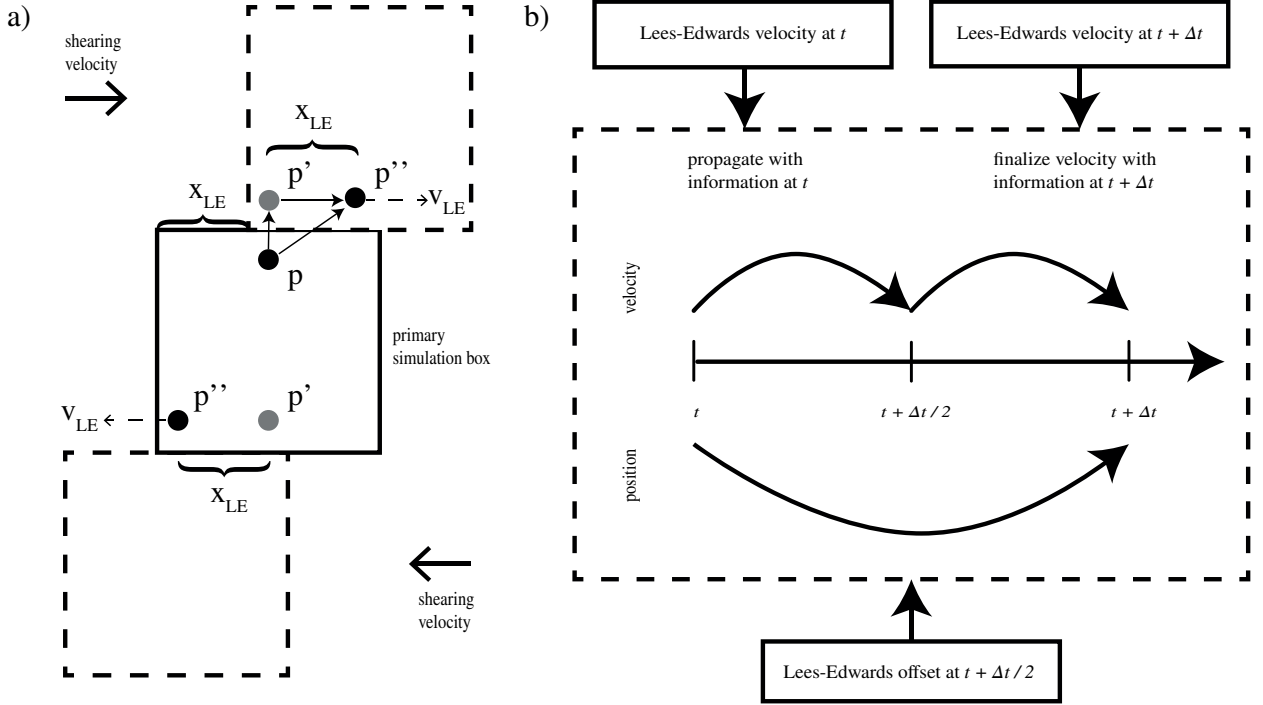 a)
shearing
velocity
x_LE
p' p'' v_LE
x_LE
p
primary
simulation box
p'' p'
v_LE
x_LE
shearing
velocity
b)
Lees-Edwards velocity at t
Lees-Edwards velocity at t + Δt
propagate with
information at t
finalize velocity with
information at t + Δt
velocity
t t + Δt / 2 t + Δt
position
Lees-Edwards offset at t + Δt / 2